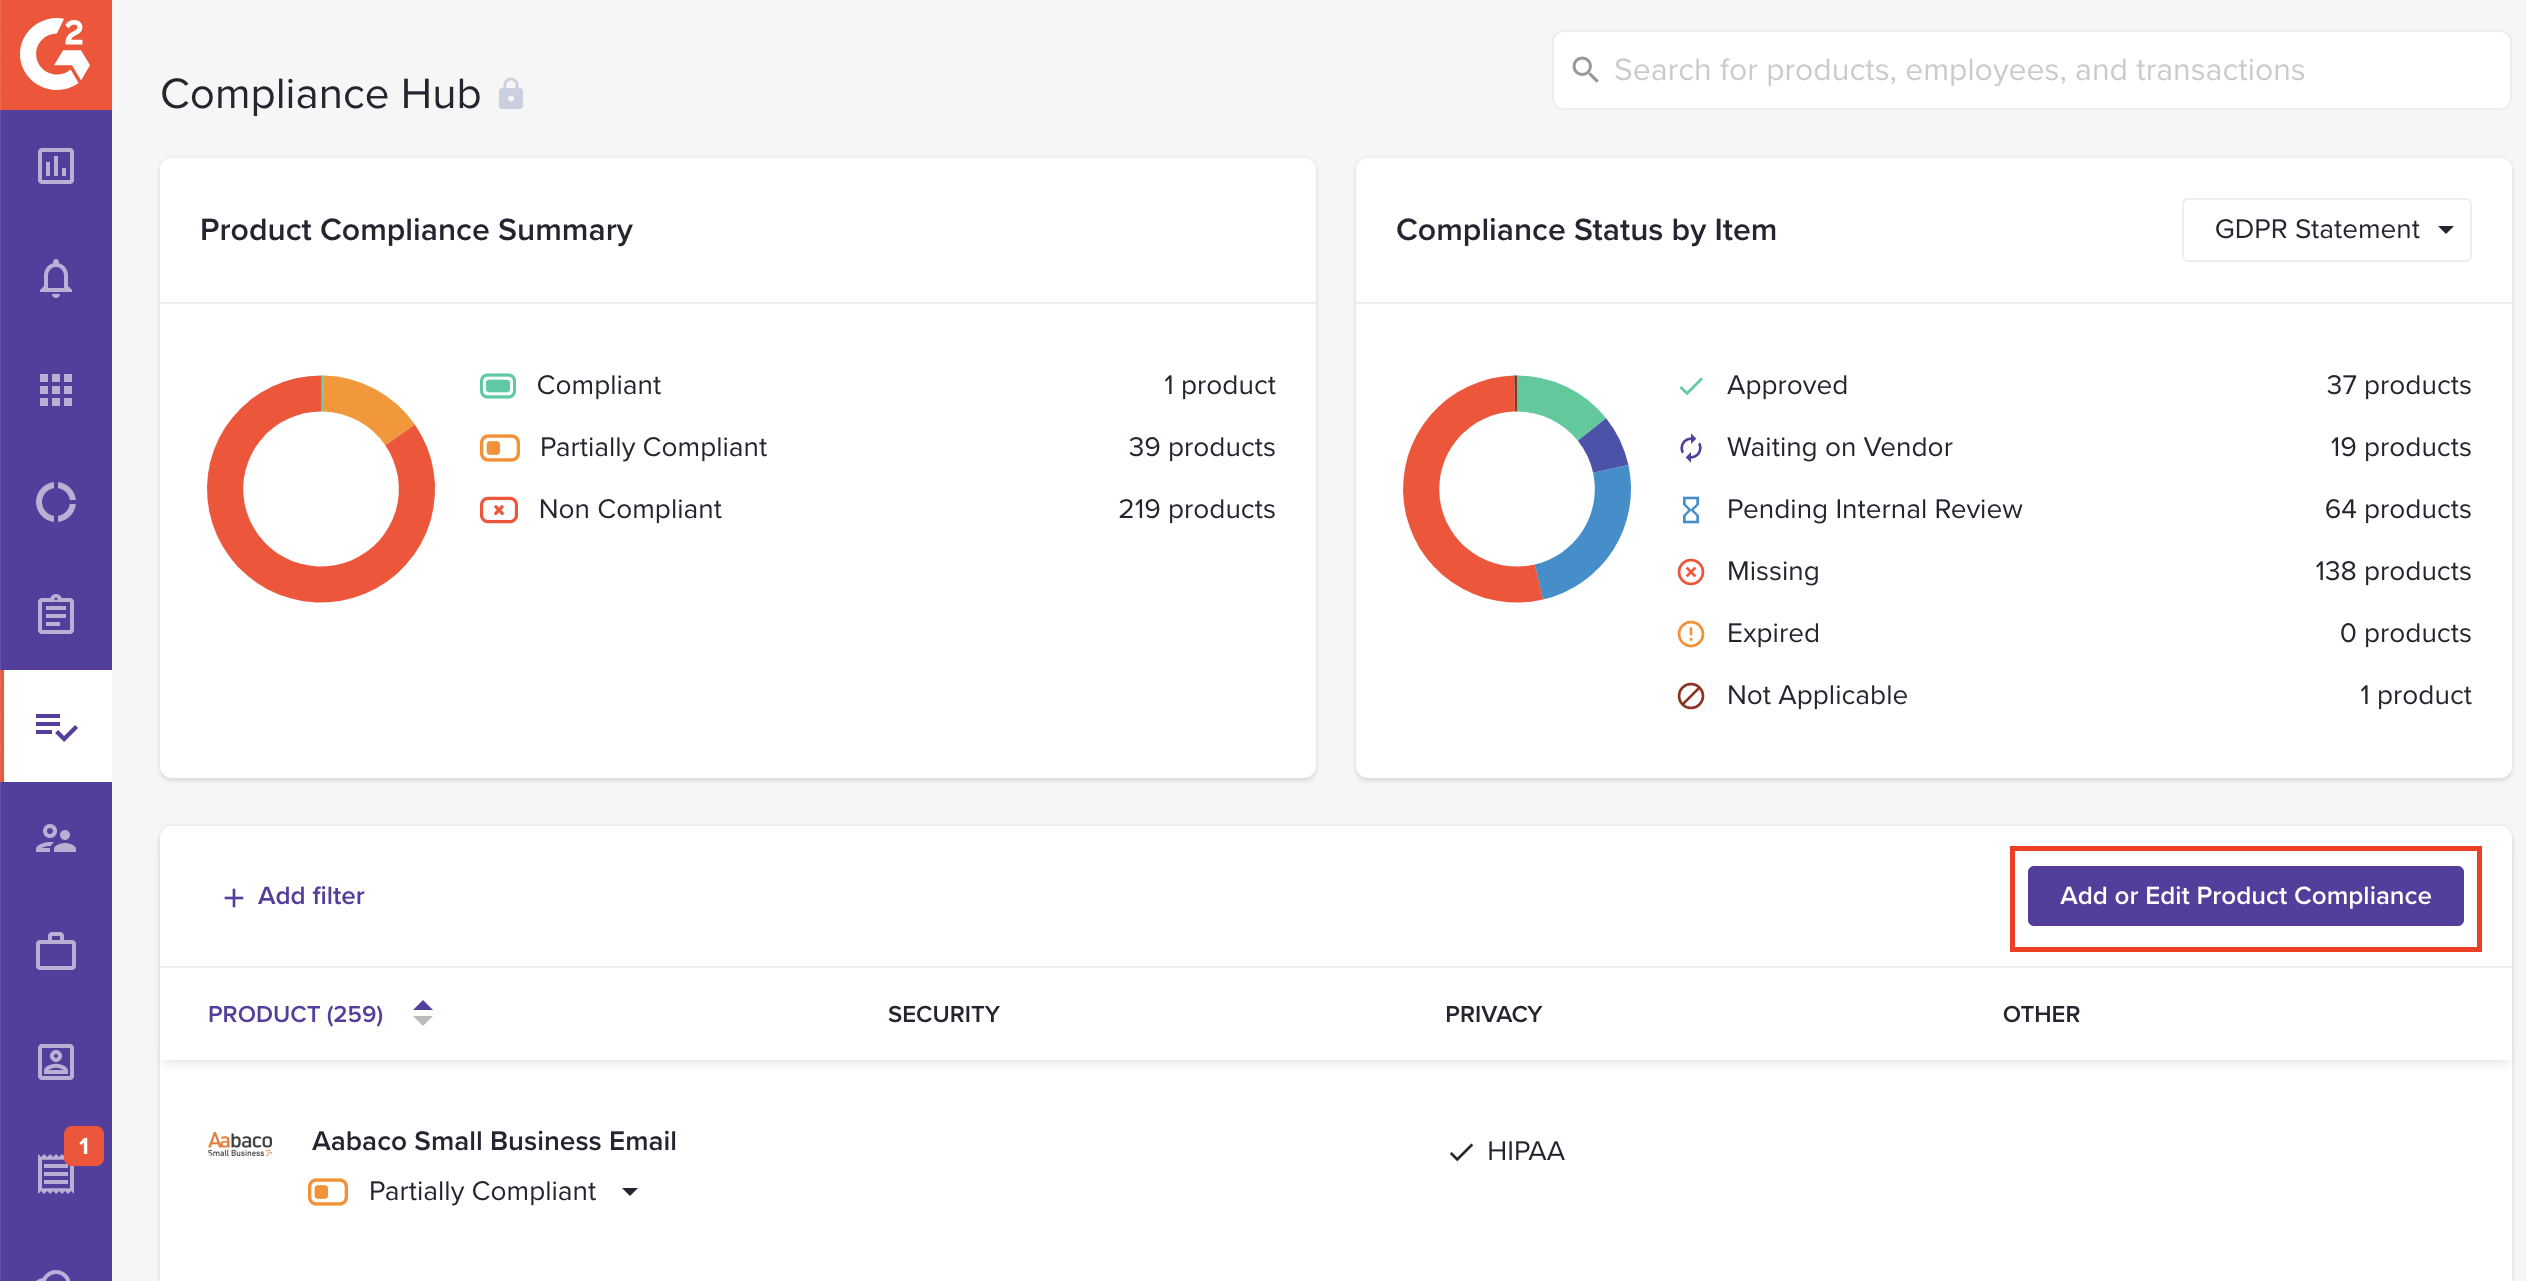 G2
Compliance Hub
Search for products, employees, and transactions
Product Compliance Summary
Compliant 1 product
Partially Compliant 39 products
Non Compliant 219 products
Compliance Status by Item GDPR Statement
Approved 37 products
Waiting on Vendor 19 products
Pending Internal Review 64 products
Missing 138 products
Expired 0 products
Not Applicable 1 product
+ Add filter Add or Edit Product Compliance
PRODUCT (259) SECURITY PRIVACY OTHER
Aabaco
Small Business
Aabaco Small Business Email
HIPAA
Partially Compliant
1